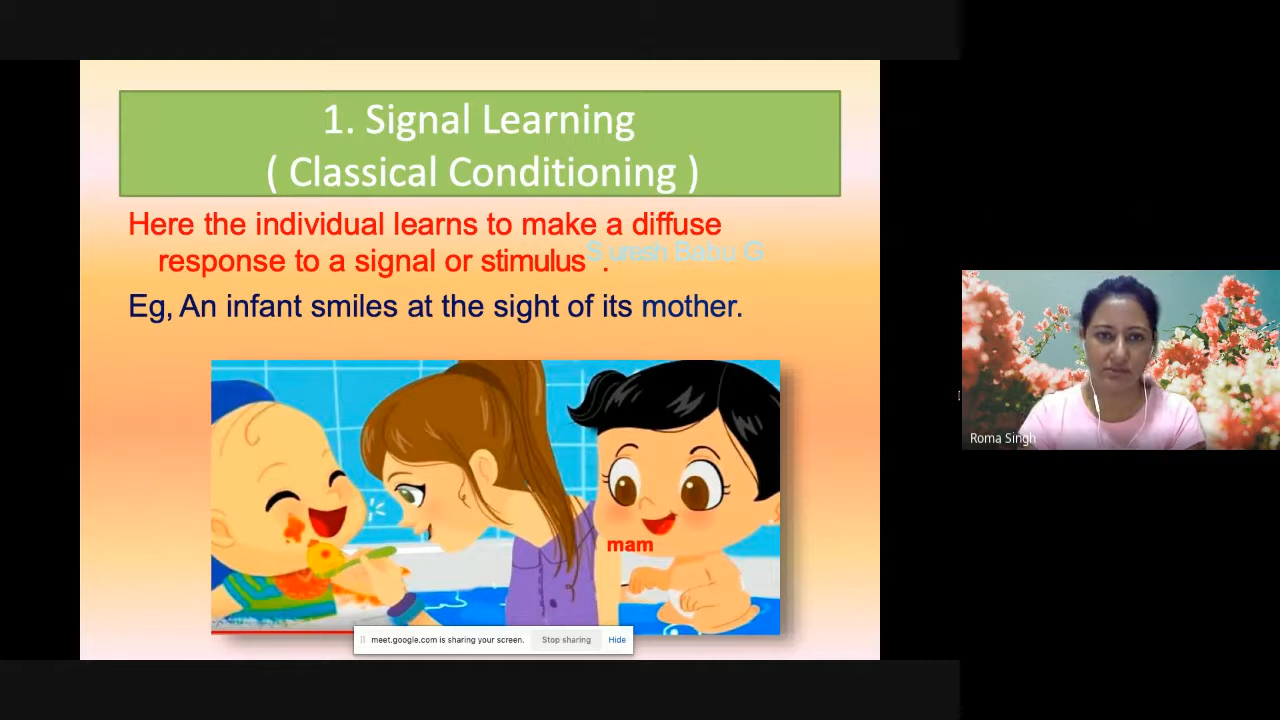 1. Signal Learning
( Classical Conditioning )
Here the individual learns to make a diffuse
response to a signal or stimulus .
Suresh Babu G
Eg, An infant smiles at the sight of its mother.
mam
meet.google.com is sharing your screen. Stop sharing Hide
Roma Singh